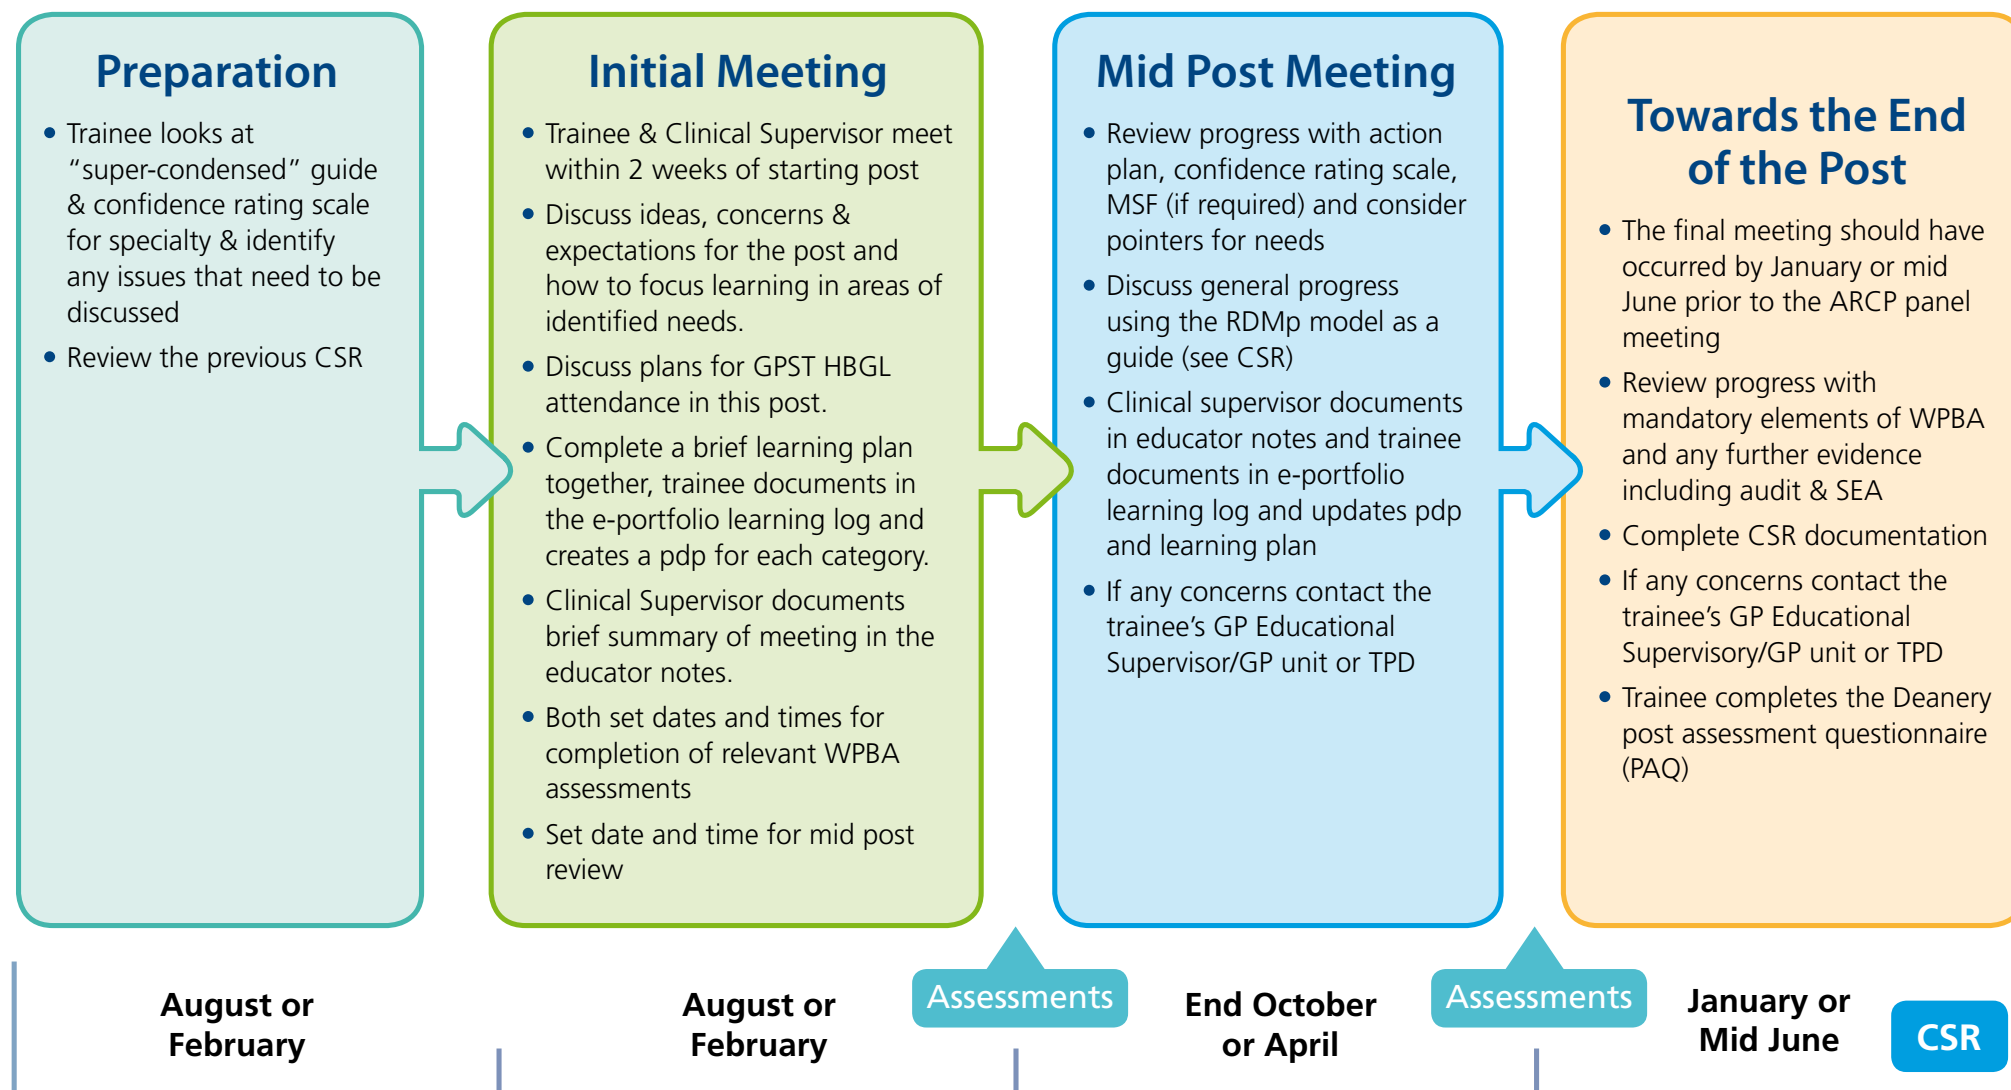 Preparation
• Trainee looks at
“super-condensed” guide
& confidence rating scale
for specialty & identify
any issues that need to be
discussed
• Review the previous CSR
Initial Meeting
• Trainee & Clinical Supervisor meet
within 2 weeks of starting post
• Discuss ideas, concerns &
expectations for the post and
how to focus learning in areas of
identified needs.
• Discuss plans for GPST HBGL
attendance in this post.
• Complete a brief learning plan
together, trainee documents in
the e-portfolio learning log and
creates a pdp for each category.
• Clinical Supervisor documents
brief summary of meeting in the
educator notes.
• Both set dates and times for
completion of relevant WPBA
assessments
• Set date and time for mid post
review
Mid Post Meeting
• Review progress with action
plan, confidence rating scale,
MSF (if required) and consider
pointers for needs
• Discuss general progress
using the RDMp model as a
guide (see CSR)
• Clinical supervisor documents
in educator notes and trainee
documents in e-portfolio
learning log and updates pdp
and learning plan
• If any concerns contact the
trainee’s GP Educational
Supervisor/GP unit or TPD
Towards the End
of the Post
• The final meeting should have
occurred by January or mid
June prior to the ARCP panel
meeting
• Review progress with
mandatory elements of WPBA
and any further evidence
including audit & SEA
• Complete CSR documentation
• If any concerns contact the
trainee’s GP Educational
Supervisory/GP unit or TPD
• Trainee completes the Deanery
post assessment questionnaire
(PAQ)
August or
February
August or
February
Assessments
End October
or April
Assessments
January or
Mid June
CSR